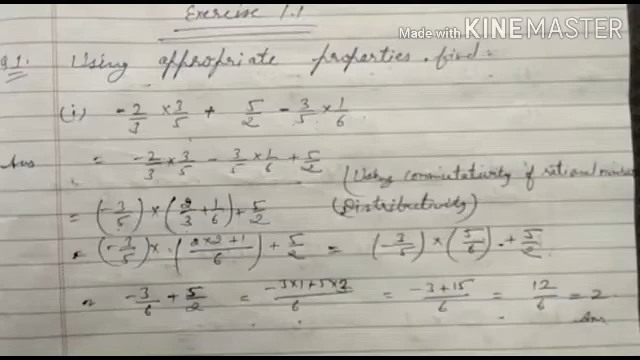 Exercise 1.1
Made with KINEMASTER
Q1. Using appropriate properties. find:
(i) -2/3 × 3/5 + 5/2 - 3/5 × 1/6
Ans = -2/3 × 3/5 - 3/5 × 1/6 + 5/2
(Using commutativity of rational number
= (-3/5) × (2/3 + 1/6) + 5/2 (Distributivity)
= (-3/5) × (2×2+1/6) + 5/2 = (-3/5) × (5/6) + 5/2
= -3/6 + 5/2 = -3×1+5×3/6 = -3+15/6 = 12/6 = 2
Ans